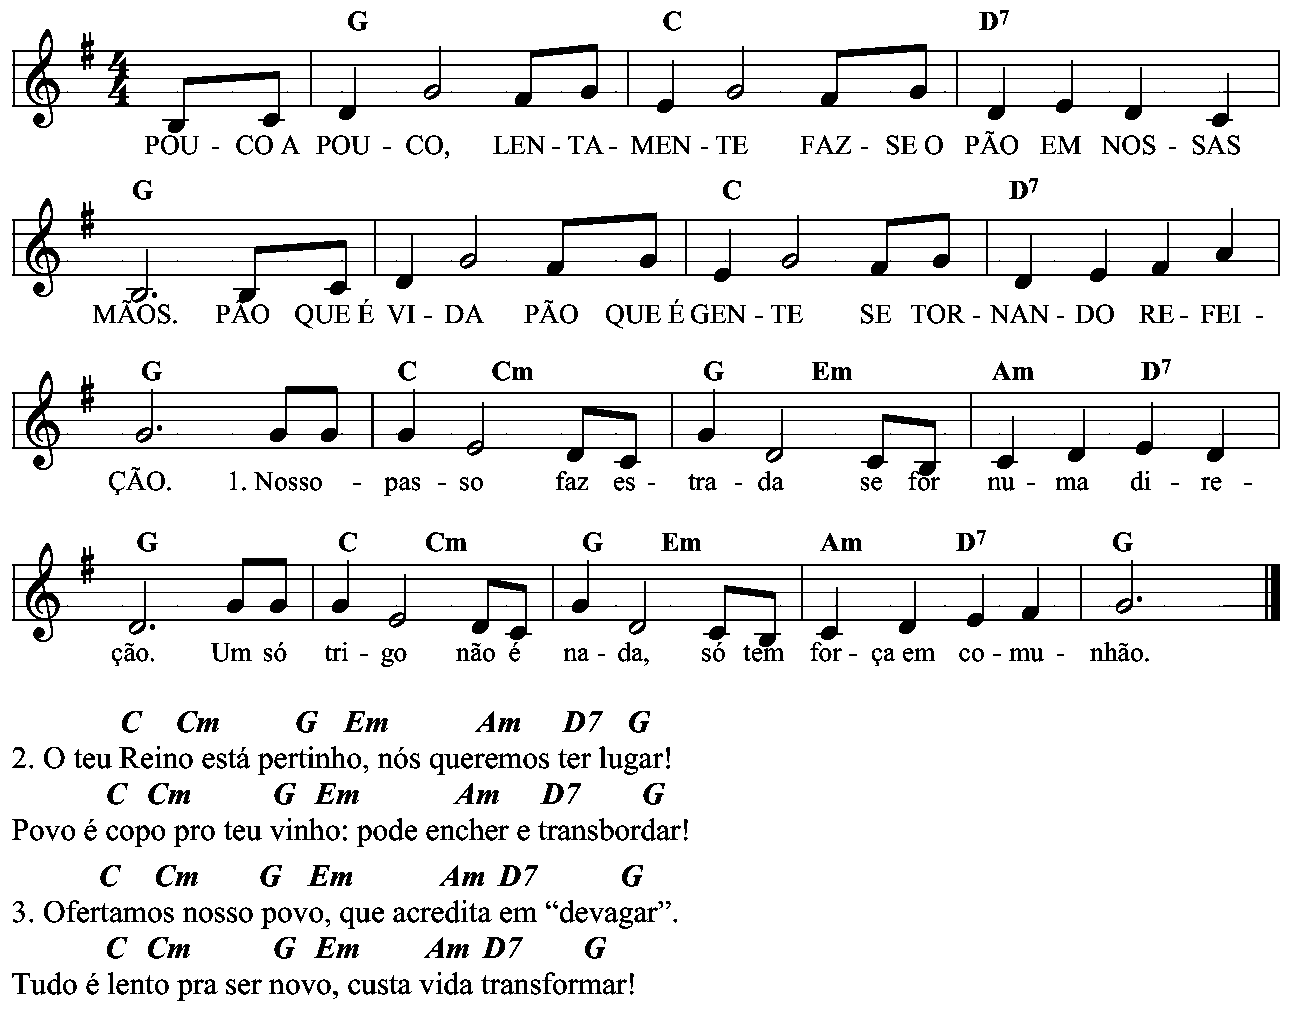 G C D7
4/4
POU - CO A POU - CO, LEN - TA - MEN - TE FAZ - SE O PÃO EM NOS - SAS
G C D7
MÃOS. PÃO QUE É VI - DA PÃO QUE É GEN - TE SE TOR - NAN - DO RE - FEI -
G C Cm G Em Am D7
ÇÃO. 1. Nosso - pas - so faz es - tra - da se for nu - ma di - re -
G C Cm G Em Am D7 G
ção. Um só tri - go não é na - da, só tem for - ça em co - mu - nhão.
C Cm G Em Am D7 G
2. O teu Reino está pertinho, nós queremos ter lugar!
C Cm G Em Am D7 G
Povo é copo pro teu vinho: pode encher e transbordar!
C Cm G Em Am D7 G
3. Ofertamos nosso povo, que acredita em “devagar”.
C Cm G Em Am D7 G
Tudo é lento pra ser novo, custa vida transformar!